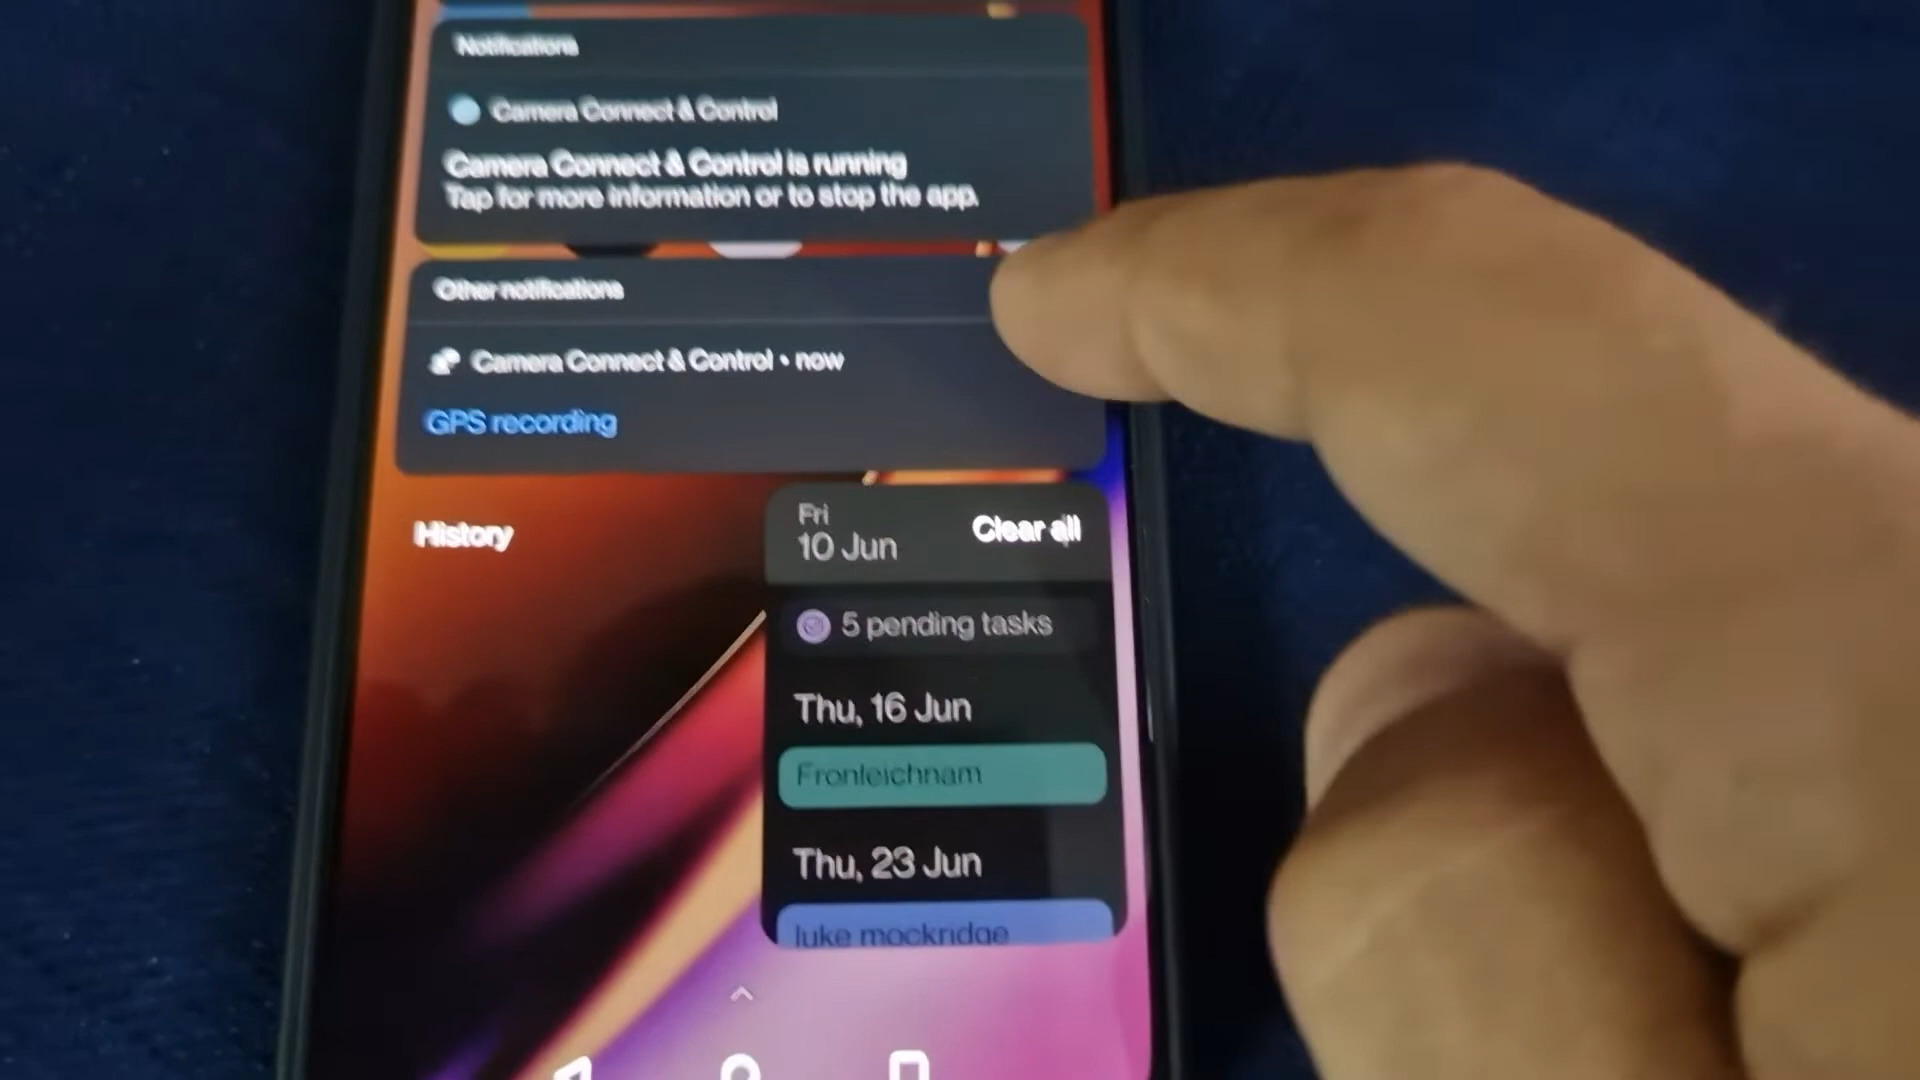 Notifications
Camera Connect & Control
Camera Connect & Control is running
Tap for more information or to stop the app.
Other notifications
Camera Connect & Control • now
GPS recording
History
Fri
10 Jun
Clear all
5 pending tasks
Thu, 16 Jun
Fronleichnam
Thu, 23 Jun
luke mockridge